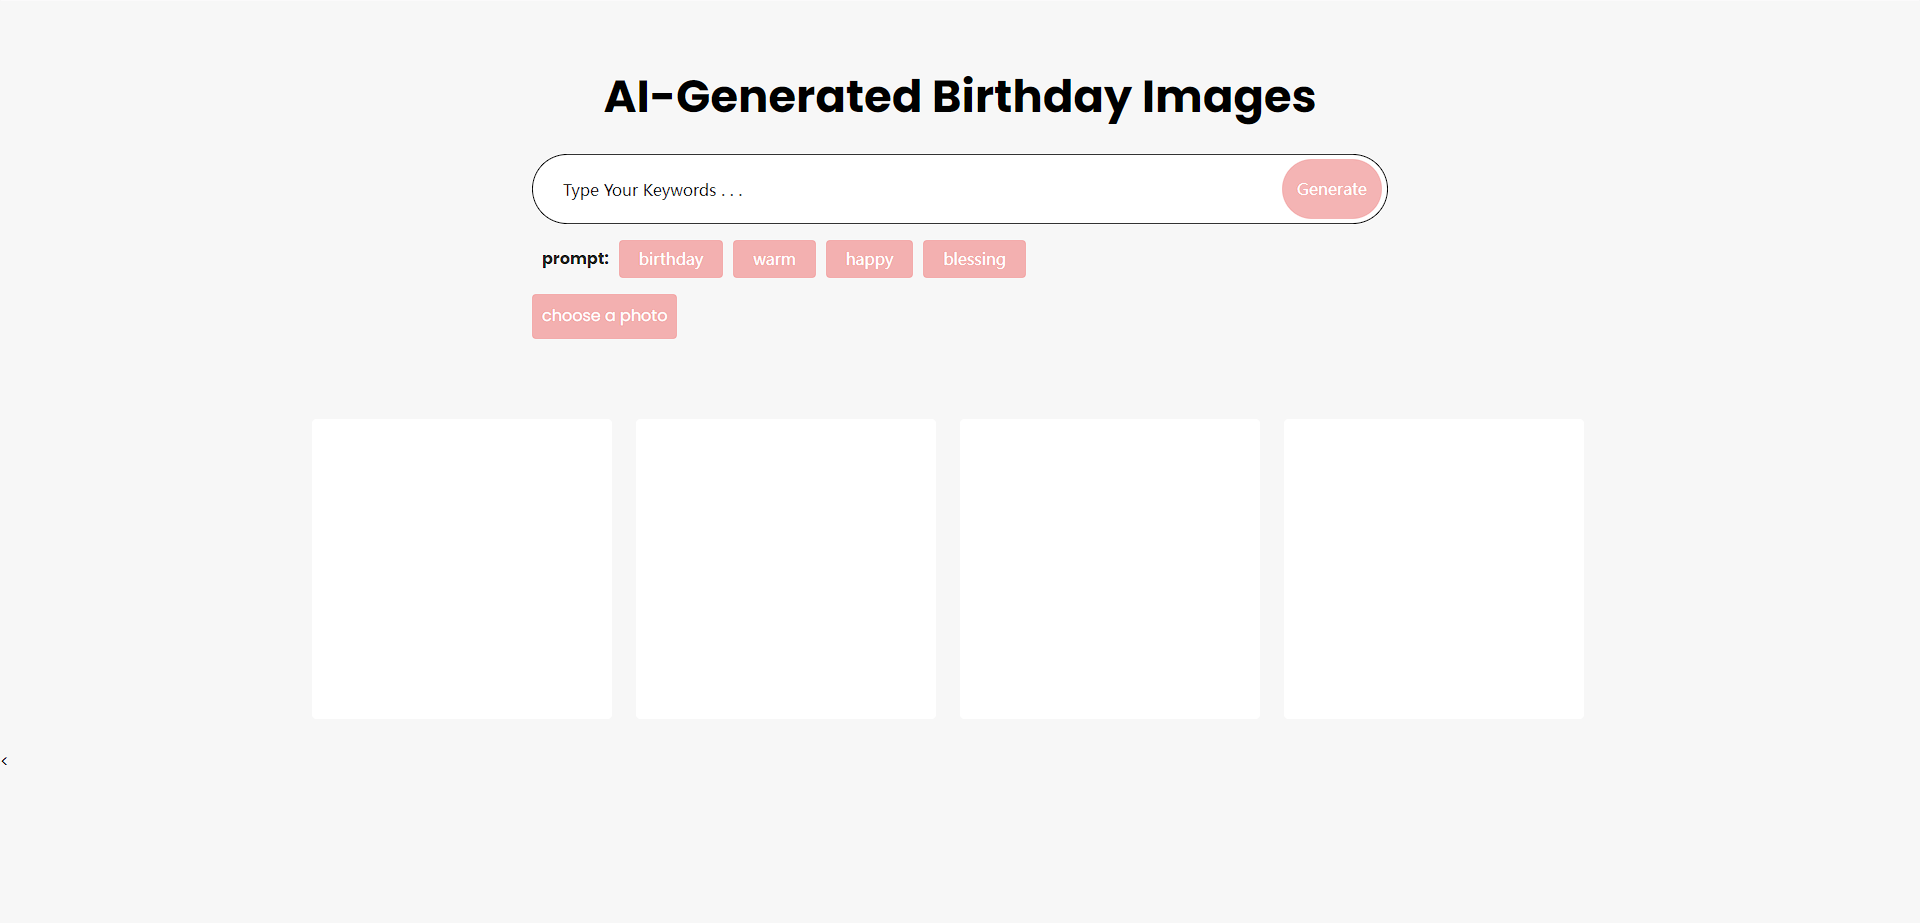 AI-Generated Birthday Images
Type Your Keywords . . . Generate
prompt: birthday warm happy blessing
choose a photo
<